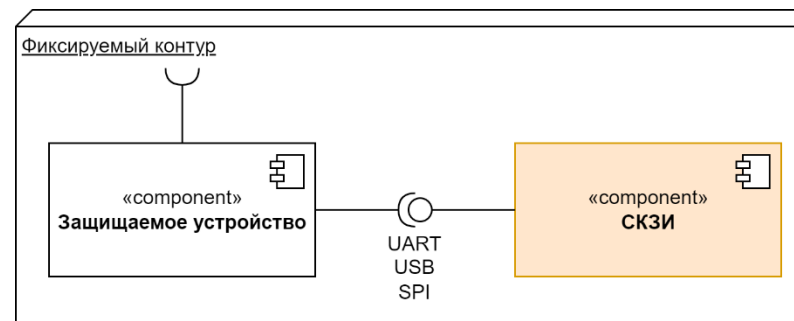 Фиксируемый контур
«component»
Защищаемое устройство
UART
USB
SPI
«component»
СКЗИ